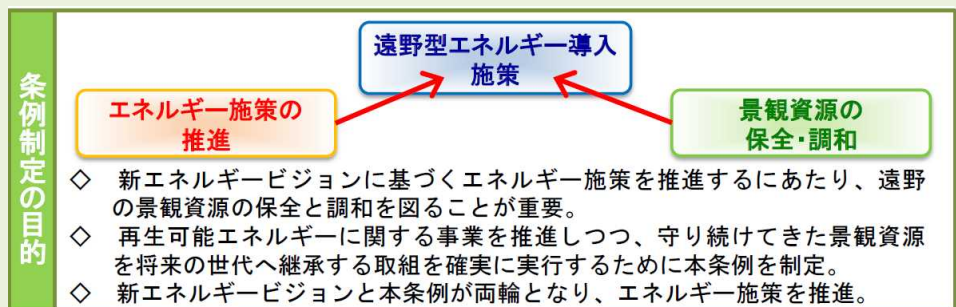 条例制定の目的
遠野型エネルギー導入
施策
エネルギー施策の
推進
景観資源の
保全・調和
◇ 新エネルギービジョンに基づくエネルギー施策を推進するにあたり、遠野
の景観資源の保全と調和を図ることが重要。
◇ 再生可能エネルギーに関する事業を推進しつつ、守り続けてきた景観資源
を将来の世代へ継承する取組を確実に実行するために本条例を制定。
◇ 新エネルギービジョンと本条例が両輪となり、エネルギー施策を推進。